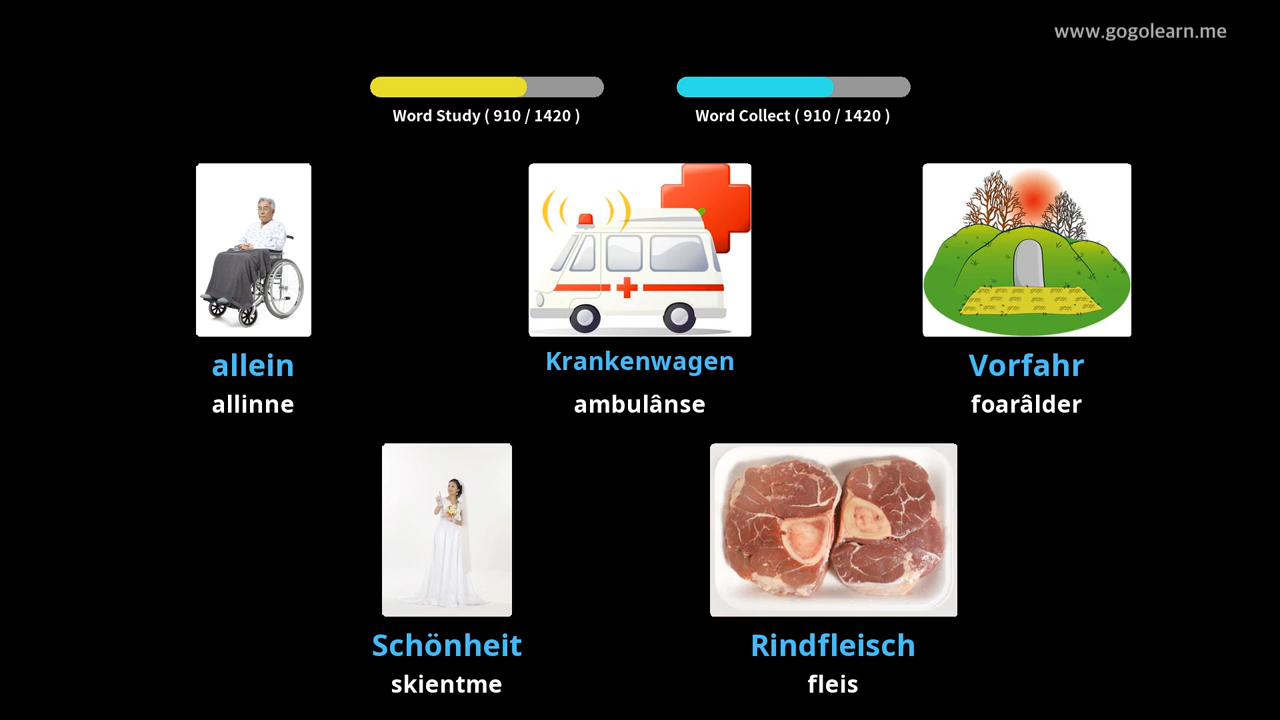 www.gogolearn.me
Word Study ( 910 / 1420 )
Word Collect ( 910 / 1420 )
allein
Krankenwagen
Vorfahr
allinne
ambulânse
foarâlder
Schönheit
Rindfleisch
skientme
fleis